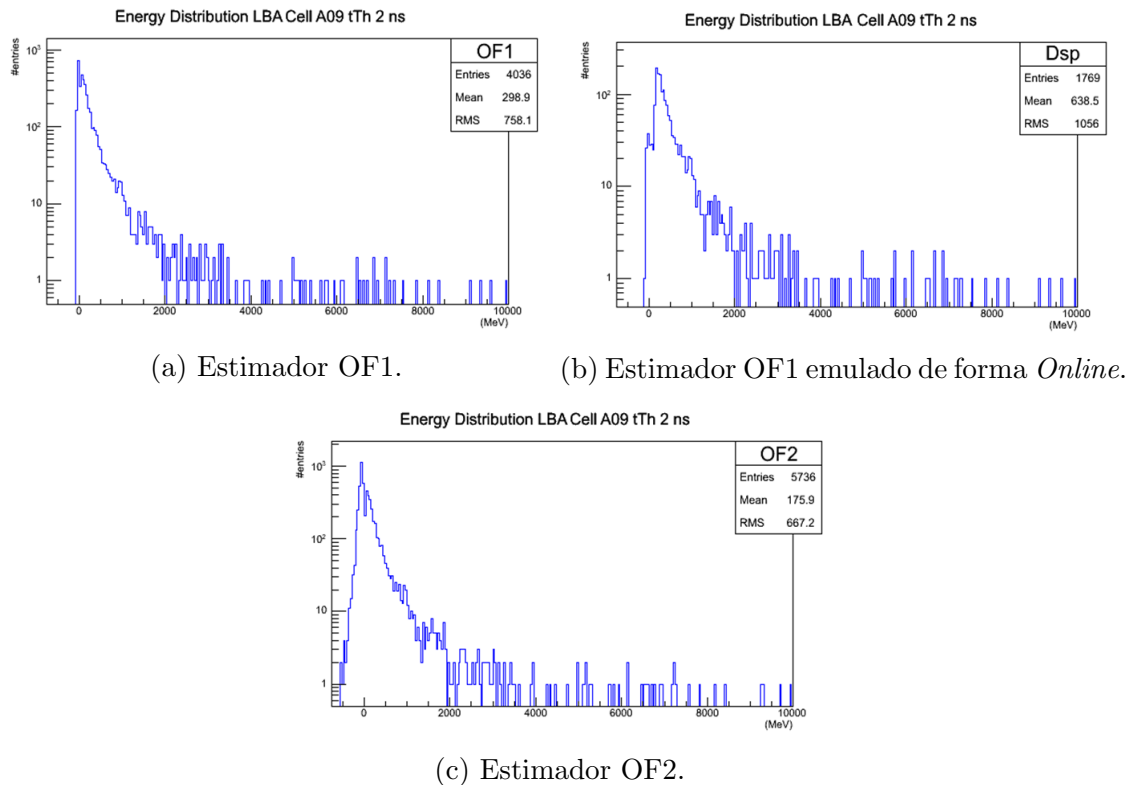 Energy Distribution LBA Cell A09 tTh 2 ns
#entries
10³
10²
10
1
OF1
Entries 4036
Mean 298.9
RMS 758.1
0 2000 4000 6000 8000 10000
(MeV)
(a) Estimador OF1.
Energy Distribution LBA Cell A09 tTh 2 ns
#entries
10²
10
1
Dsp
Entries 1769
Mean 638.5
RMS 1056
0 2000 4000 6000 8000 10000
(MeV)
(b) Estimador OF1 emulado de forma Online.
Energy Distribution LBA Cell A09 tTh 2 ns
#entries
10³
10²
10
1
OF2
Entries 5736
Mean 175.9
RMS 667.2
0 2000 4000 6000 8000 10000
(MeV)
(c) Estimador OF2.